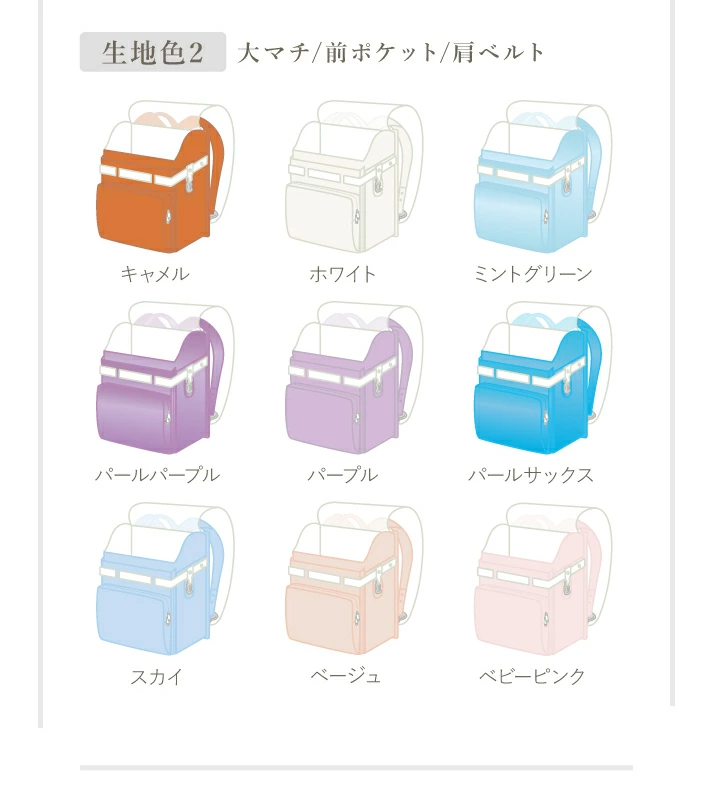 生地色2 大マチ/前ポケット/肩ベルト
キャメル ホワイト ミントグリーン
パールパープル パープル パールサックス
スカイ ベージュ ベビーピンク